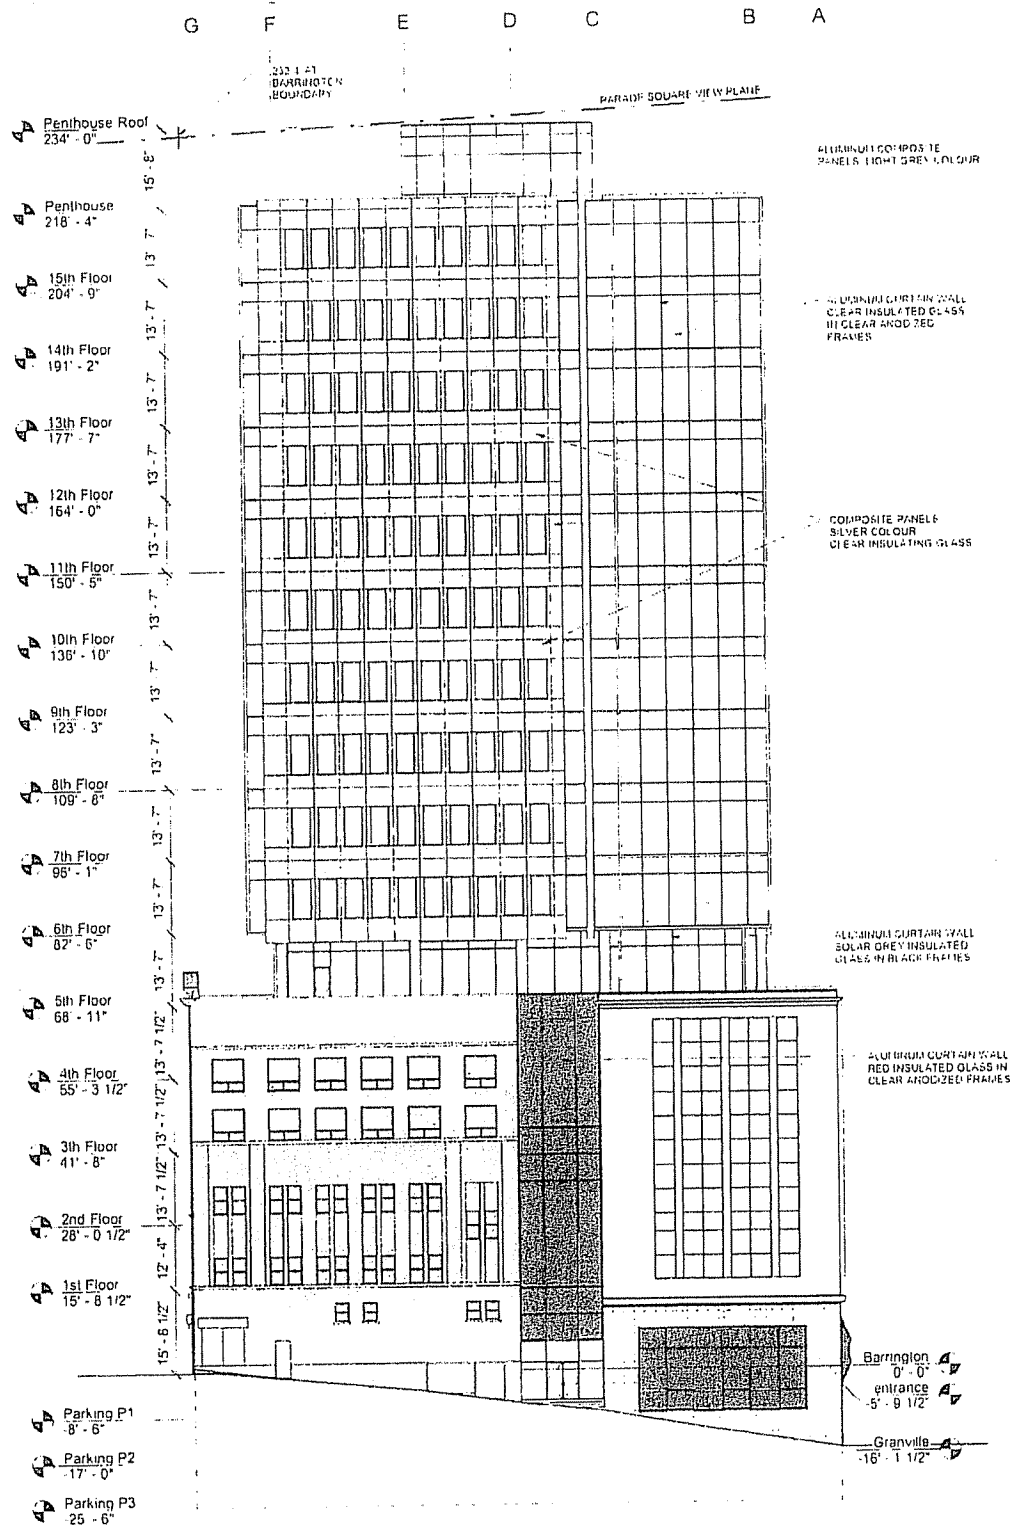 G F E D C B A
232.4 AT
BARRINGTON
BOUNDARY
PARADE SQUARE VIEW PLANE
Penthouse Roof
234' - 0"
15' - 8"
ALUMINUM COMPOSITE
PANELS LIGHT GREY COLOUR
Penthouse
218' - 4"
13' 7"
15th Floor
204' - 9"
13' - 7"
ALUMINUM CURTAIN WALL
CLEAR INSULATED GLASS
IN CLEAR ANODIZED
FRAMES
14th Floor
191' - 2"
13' - 7"
13th Floor
177' - 7"
13' - 7"
12th Floor
164' - 0"
13' - 7"
COMPOSITE PANELS
SILVER COLOUR
CLEAR INSULATING GLASS
11th Floor
150' - 5"
13' - 7"
10th Floor
136' - 10"
13' - 7"
9th Floor
123' - 3"
13' - 7"
8th Floor
109' - 8"
13' - 7"
7th Floor
96' - 1"
13' - 7"
6th Floor
82' - 6"
13' - 7"
ALUMINUM CURTAIN WALL
SOLAR GREY INSULATED
GLASS IN BLACK FRAMES
5th Floor
68' - 11"
13' - 7 1/2"
ALUMINUM CURTAIN WALL
RED INSULATED GLASS IN
CLEAR ANODIZED FRAMES
4th Floor
55' - 3 1/2"
13' - 7 1/2"
3th Floor
41' - 8"
13' - 7 1/2"
2nd Floor
28' - 0 1/2"
12' - 4"
1st Floor
15' - 8 1/2"
15' - 8 1/2"
Barrington
0' - 0"
entrance
-5' - 9 1/2"
Parking P1
-8' - 6"
Granville
-16' - 1 1/2"
Parking P2
-17' - 0"
Parking P3
-25 - 6"